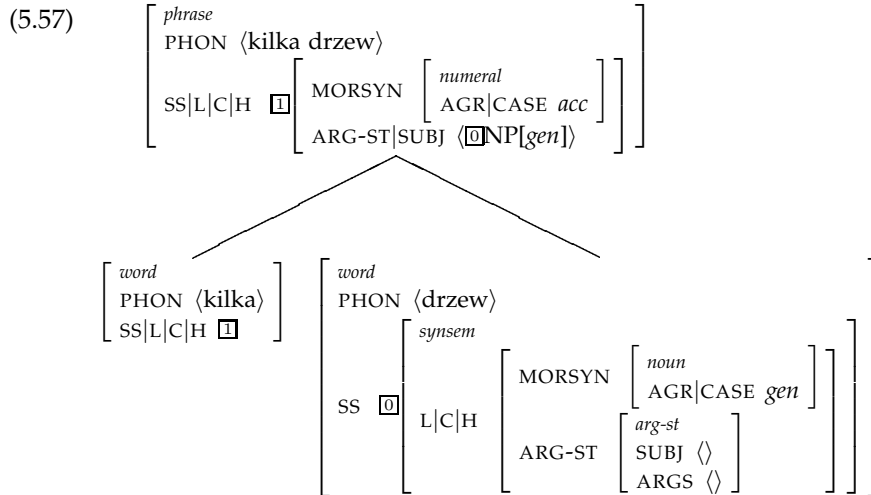 (5.57)
phrase
PHON ⟨kilka drzew⟩
SS|L|C|H 1
MORSYN
numeral
AGR|CASE acc
ARG-ST|SUBJ ⟨0NP[gen]⟩
word
PHON ⟨kilka⟩
SS|L|C|H 1
word
PHON ⟨drzew⟩
SS 0
synsem
L|C|H
MORSYN
noun
AGR|CASE gen
ARG-ST
arg-st
SUBJ ⟨⟩
ARGS ⟨⟩